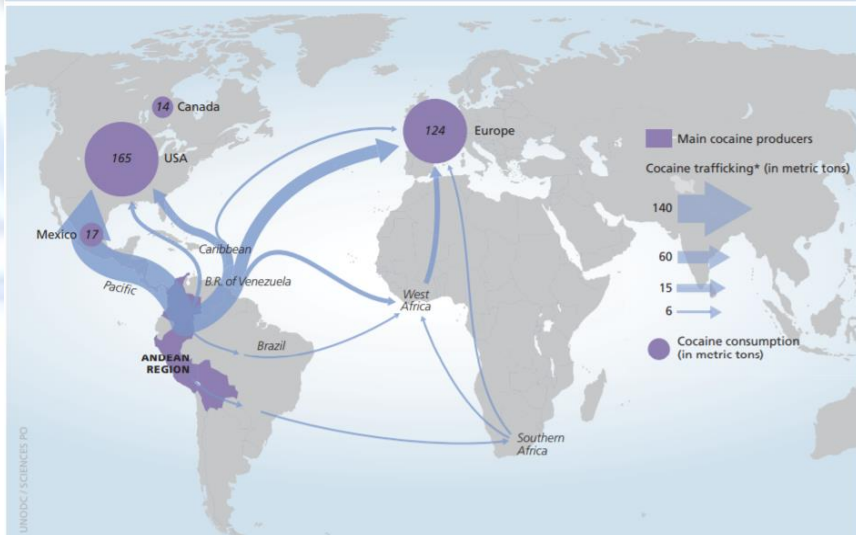 14 Canada
165 USA
124 Europe
Main cocaine producers
Cocaine trafficking* (in metric tons)
140
60
15
6
Cocaine consumption
(in metric tons)
Mexico 17
Caribbean
Pacific
B.R. of Venezuela
West
Africa
Brazil
ANDEAN
REGION
Southern
Africa
UNODC / SCIENCES PO